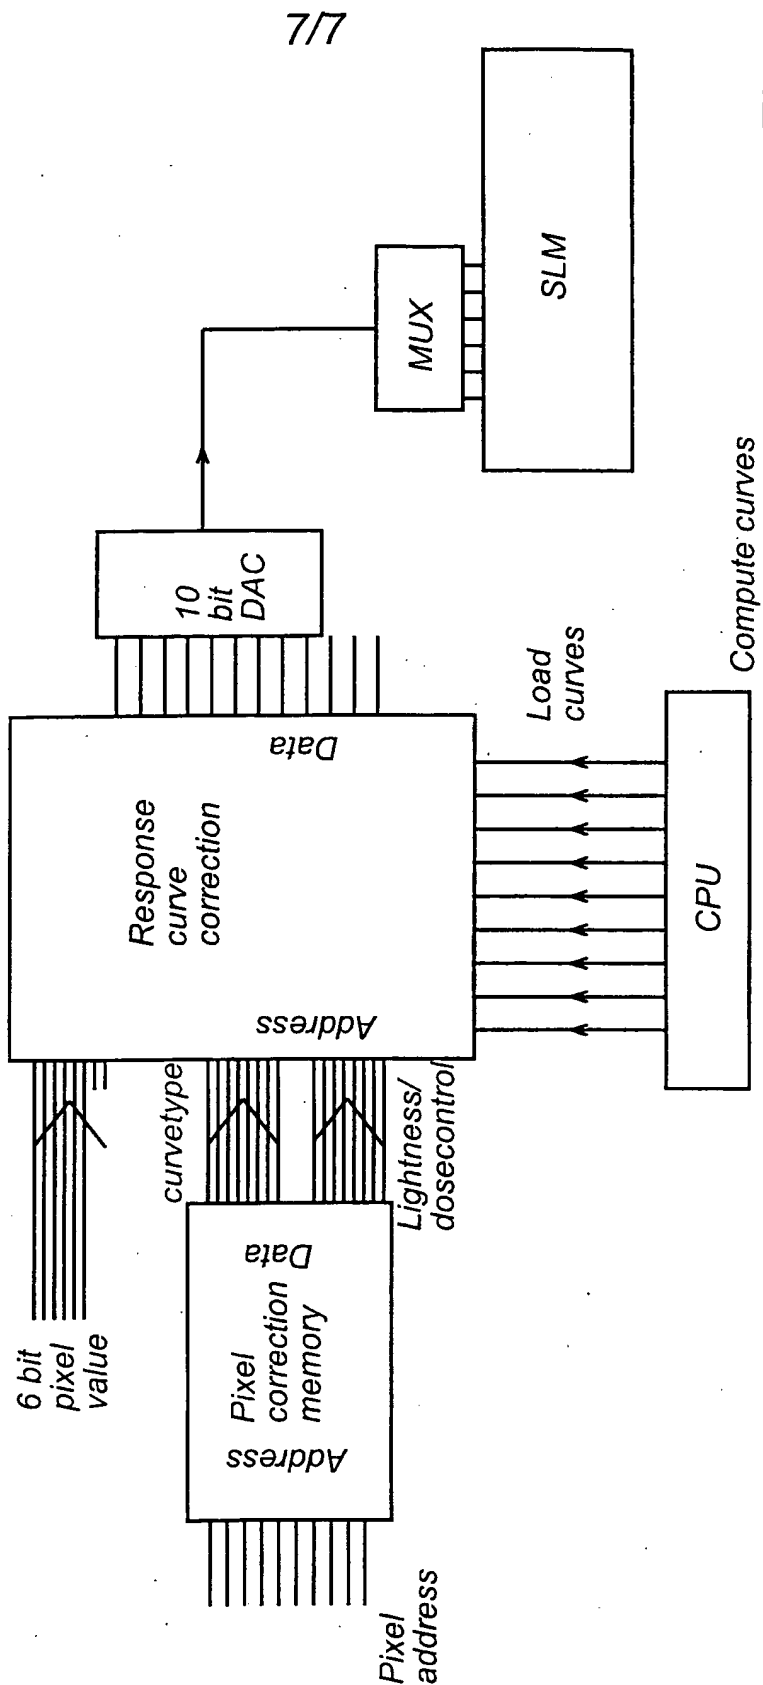 7/7
6 bit
pixel
value
Pixel
address
Address
Pixel
correction
memory
Data
curvetype
Lightness/
dosecontrol
Address
Response
curve
correction
Data
10
bit
DAC
MUX
SLM
Load
curves
CPU
Compute curves